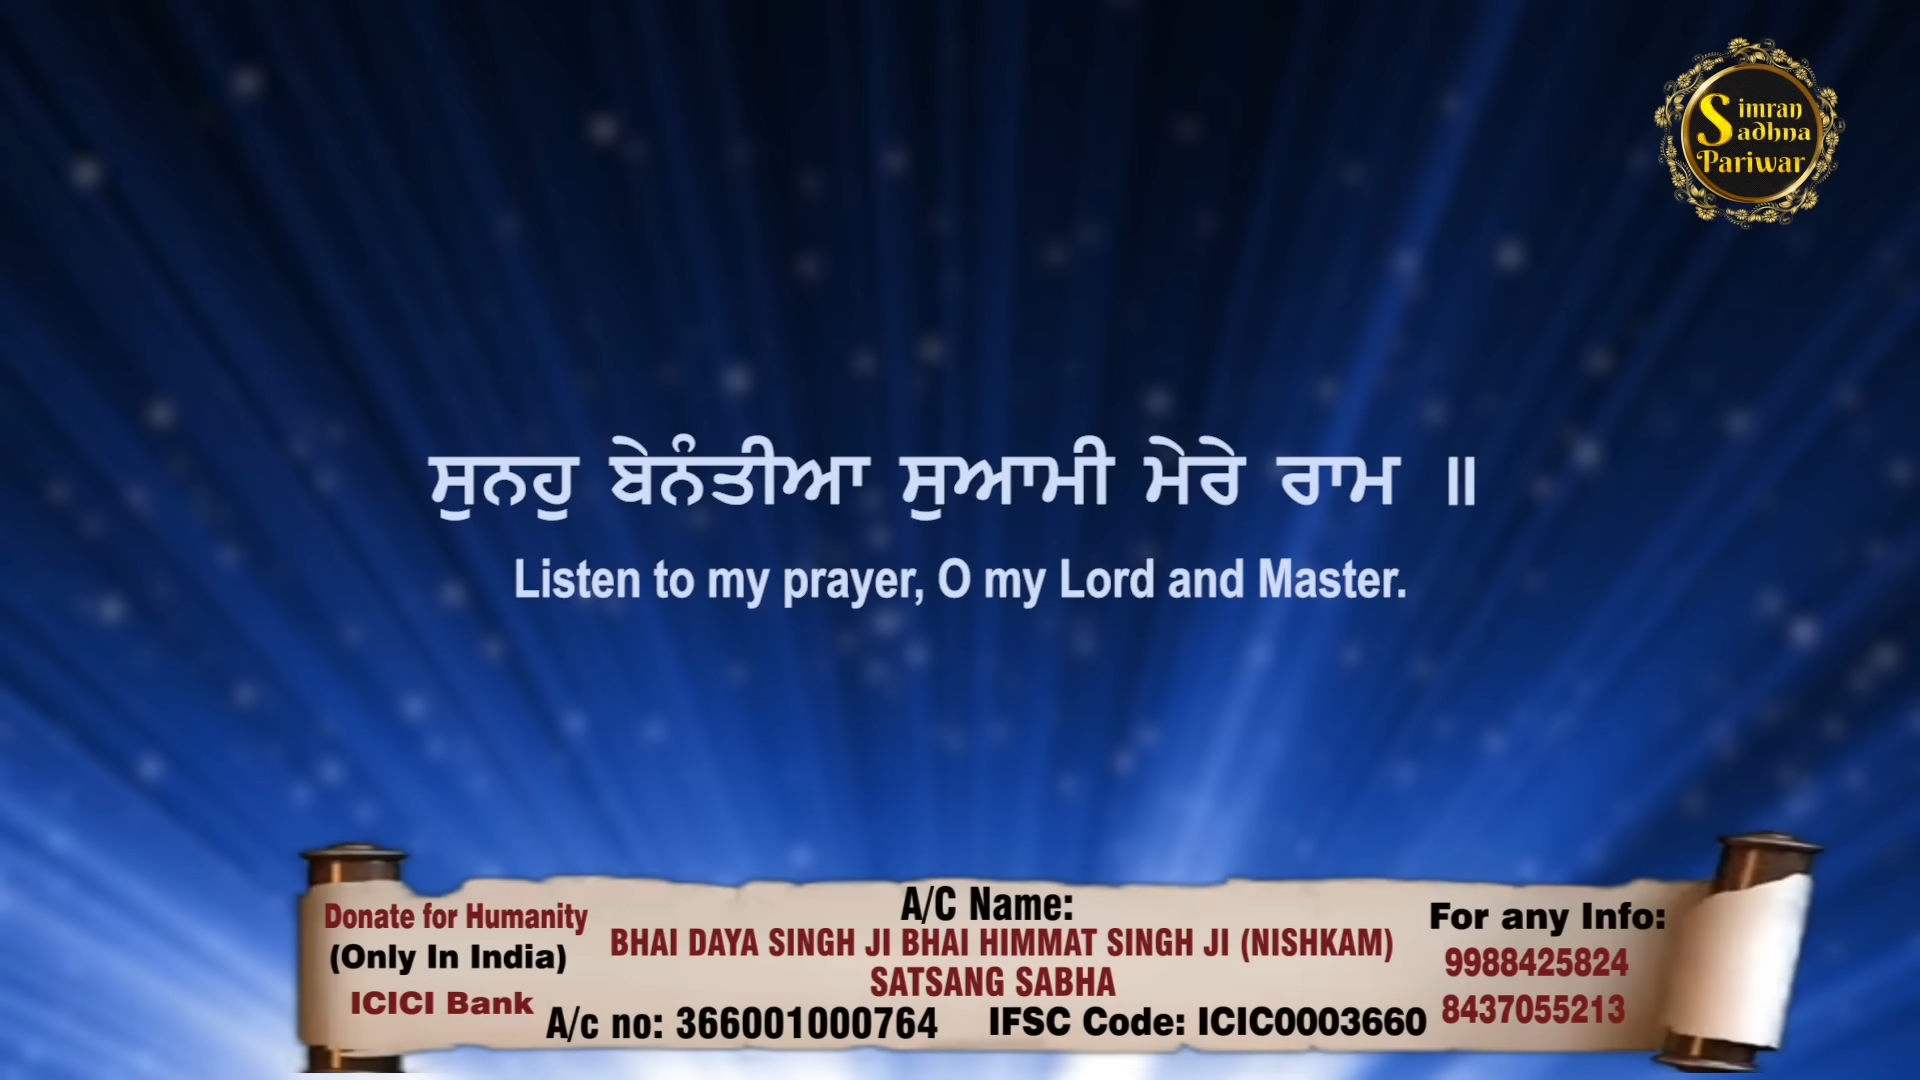 Simran
Sadhna
Pariwar
ਸੁਨਹੁ ਬੇਨੰਤੀਆ ਸੁਆਮੀ ਮੇਰੇ ਰਾਮ ॥
Listen to my prayer, O my Lord and Master.
Donate for Humanity
(Only In India)
ICICI Bank
A/C Name:
BHAI DAYA SINGH JI BHAI HIMMAT SINGH JI (NISHKAM)
SATSANG SABHA
A/c no: 366001000764 IFSC Code: ICIC0003660
For any Info:
9988425824
8437055213